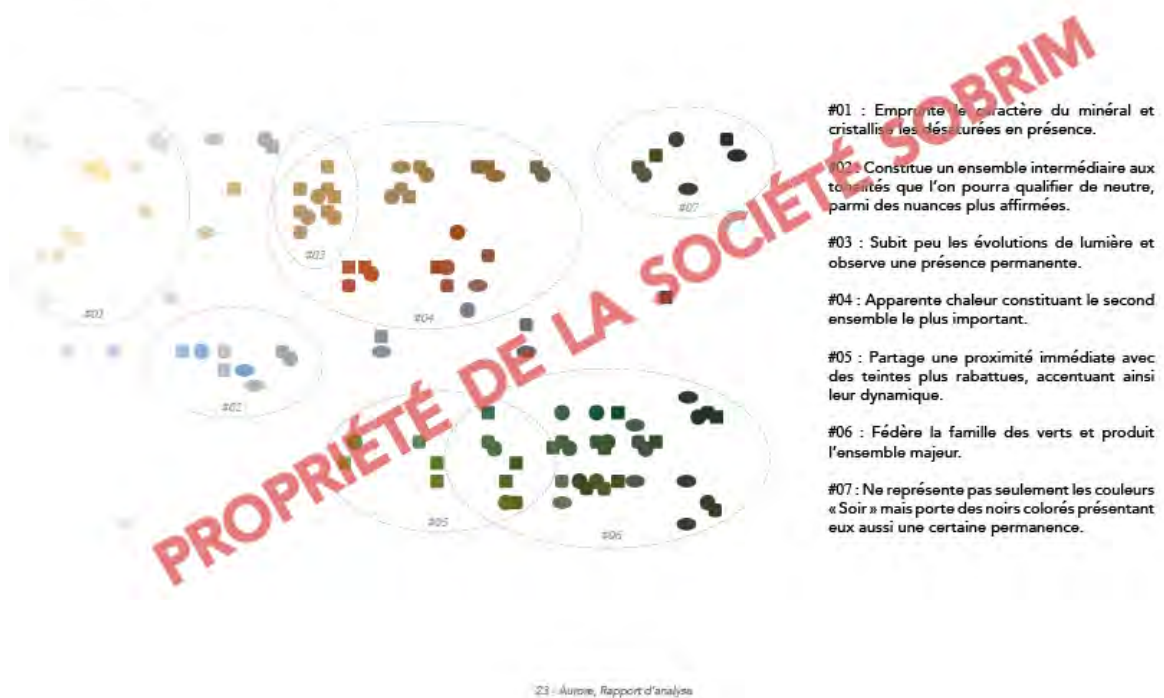 PROPRIÉTÉ DE LA SOCIÉTÉ SOBRIM
#01 : Emprunte le caractère du minéral et
cristallise les désaturées en présence.
#02 : Constitue un ensemble intermédiaire aux
tonalités que l'on pourra qualifier de neutre,
parmi des nuances plus affirmées.
#03 : Subit peu les évolutions de lumière et
observe une présence permanente.
#04 : Apparente chaleur constituant le second
ensemble le plus important.
#05 : Partage une proximité immédiate avec
des teintes plus rabattues, accentuant ainsi
leur dynamique.
#06 : Fédère la famille des verts et produit
l'ensemble majeur.
#07 : Ne représente pas seulement les couleurs
« Soir » mais porte des noirs colorés présentant
eux aussi une certaine permanence.
#07
#03
#01
#04
#02
#05
#06
23 - Aurore, Rapport d'analyse